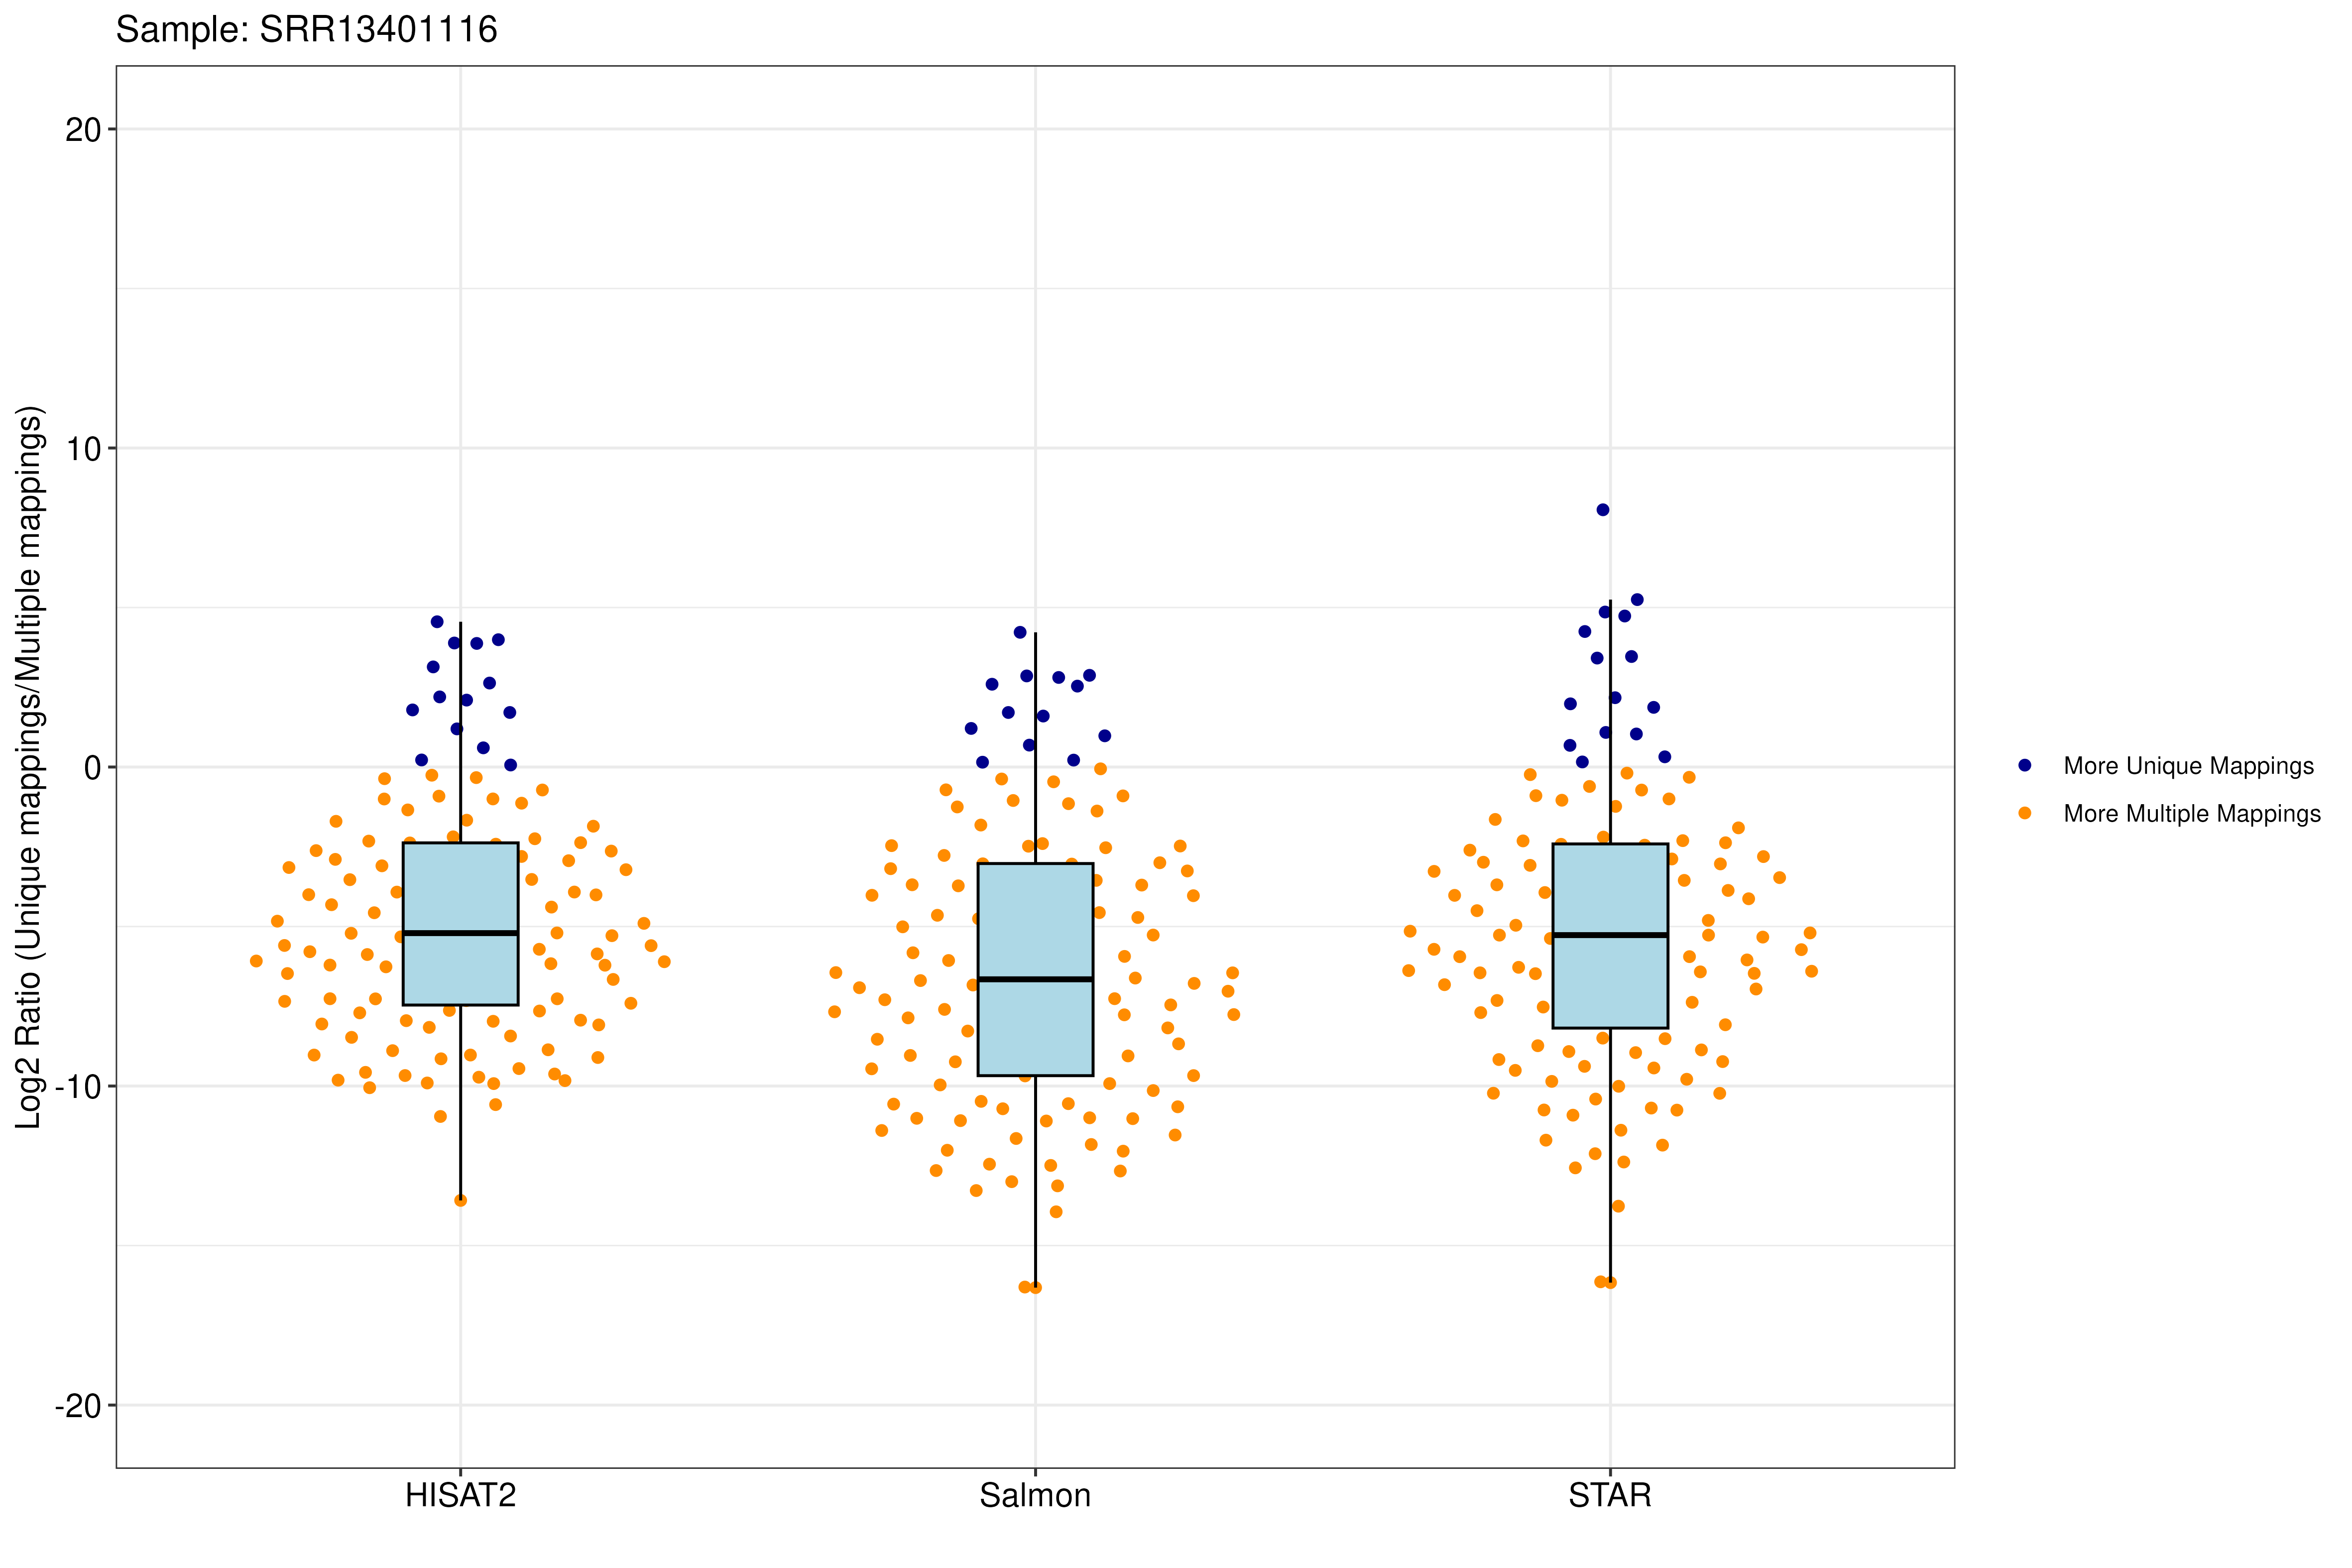 Sample: SRR13401116
Log2 Ratio (Unique mappings/Multiple mappings)
20
10
0
-10
-20
HISAT2
Salmon
STAR
More Unique Mappings
More Multiple Mappings